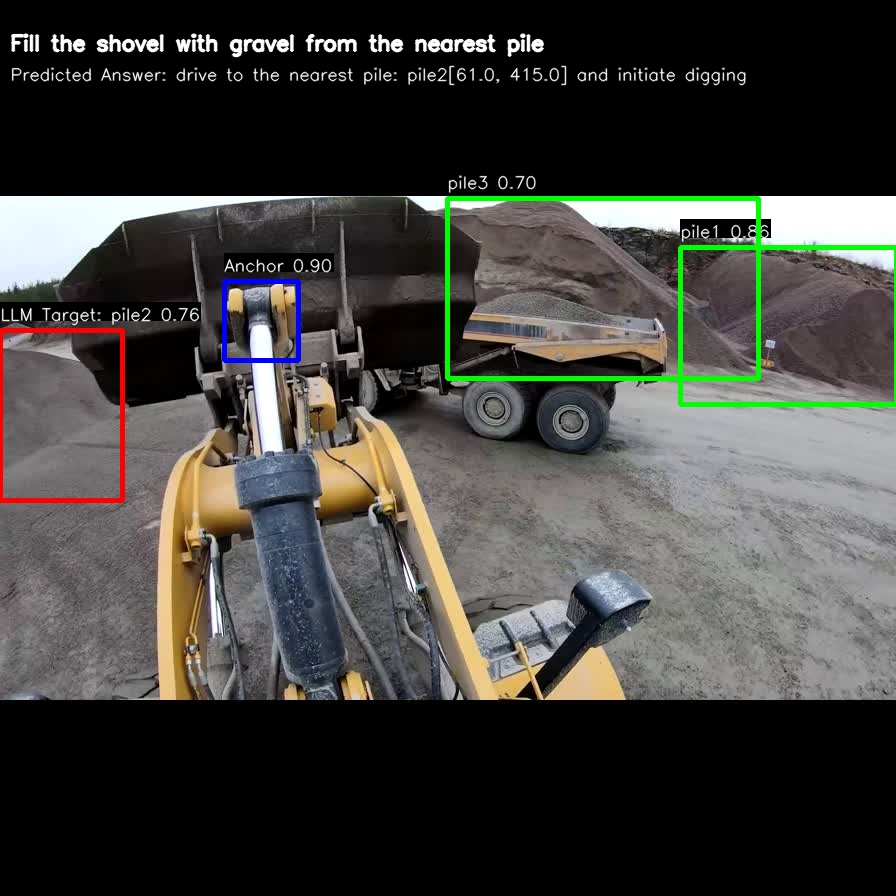 Fill the shovel with gravel from the nearest pile
Predicted Answer: drive to the nearest pile: pile2[61.0, 415.0] and initiate digging
pile3 0.70
pile1 0.86
Anchor 0.90
LLM Target: pile2 0.76